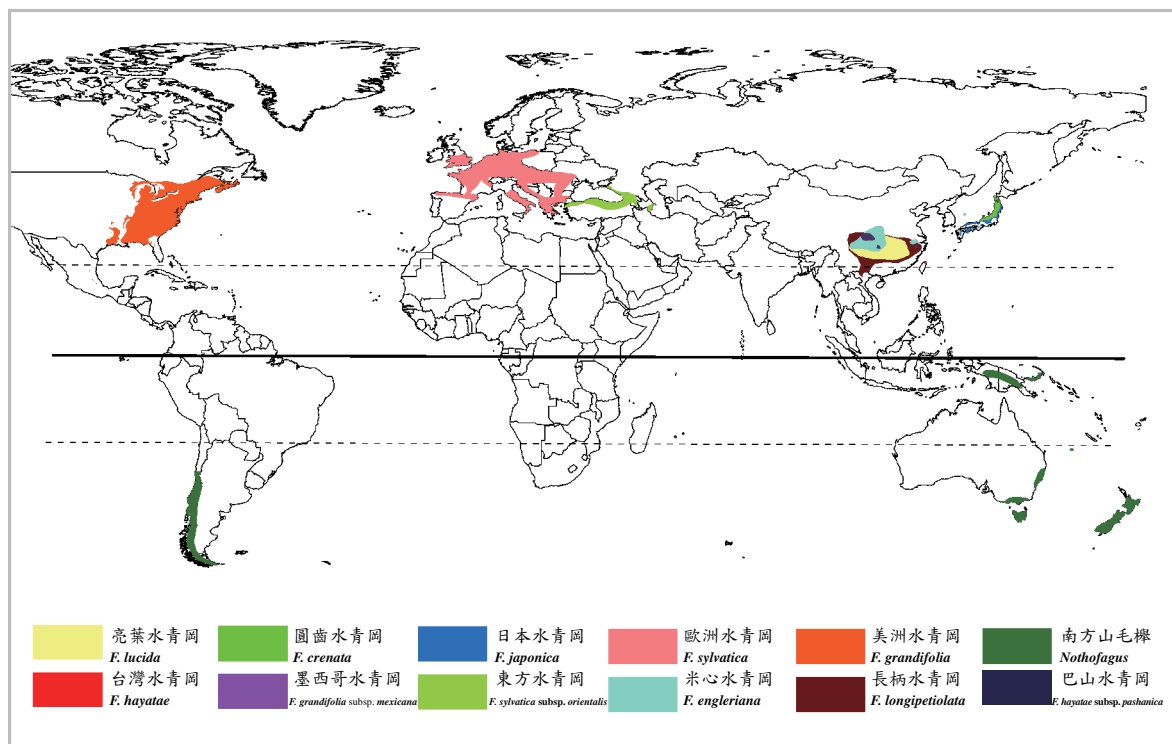 亮葉水青岡
F. lucida
圓齒水青岡
F. crenata
日本水青岡
F. japonica
歐洲水青岡
F. sylvatica
美洲水青岡
F. grandifolia
南方山毛櫸
Nothofagus
台灣水青岡
F. hayatae
墨西哥水青岡
F. grandifolia subsp. mexicana
東方水青岡
F. sylvatica subsp. orientalis
米心水青岡
F. engleriana
長柄水青岡
F. longipetiolata
巴山水青岡
F. hayatae subsp. pashanica